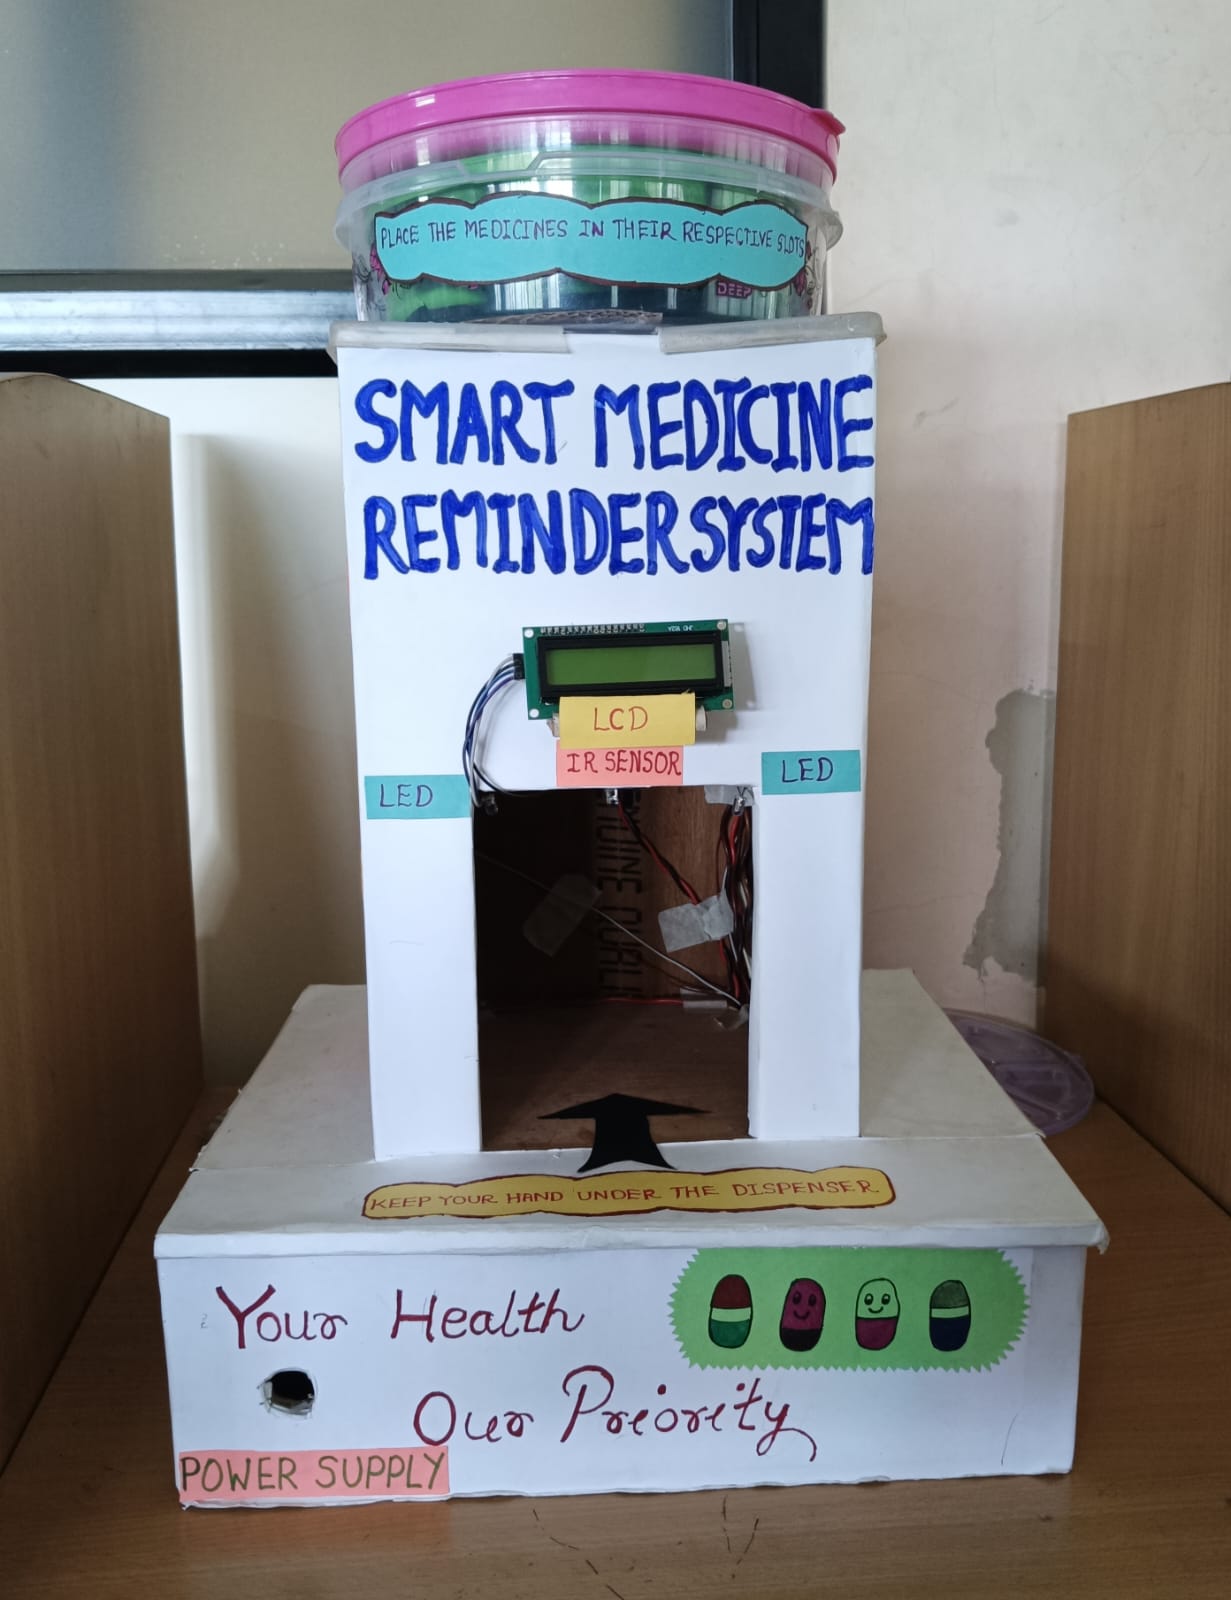 PLACE THE MEDICINES IN THEIR RESPECTIVE SLOTS
DEEP
SMART MEDICINE
REMINDER SYSTEM
LCD
IR SENSOR
LED
LED
KEEP YOUR HAND UNDER THE DISPENSER
Your Health
Our Priority
POWER SUPPLY